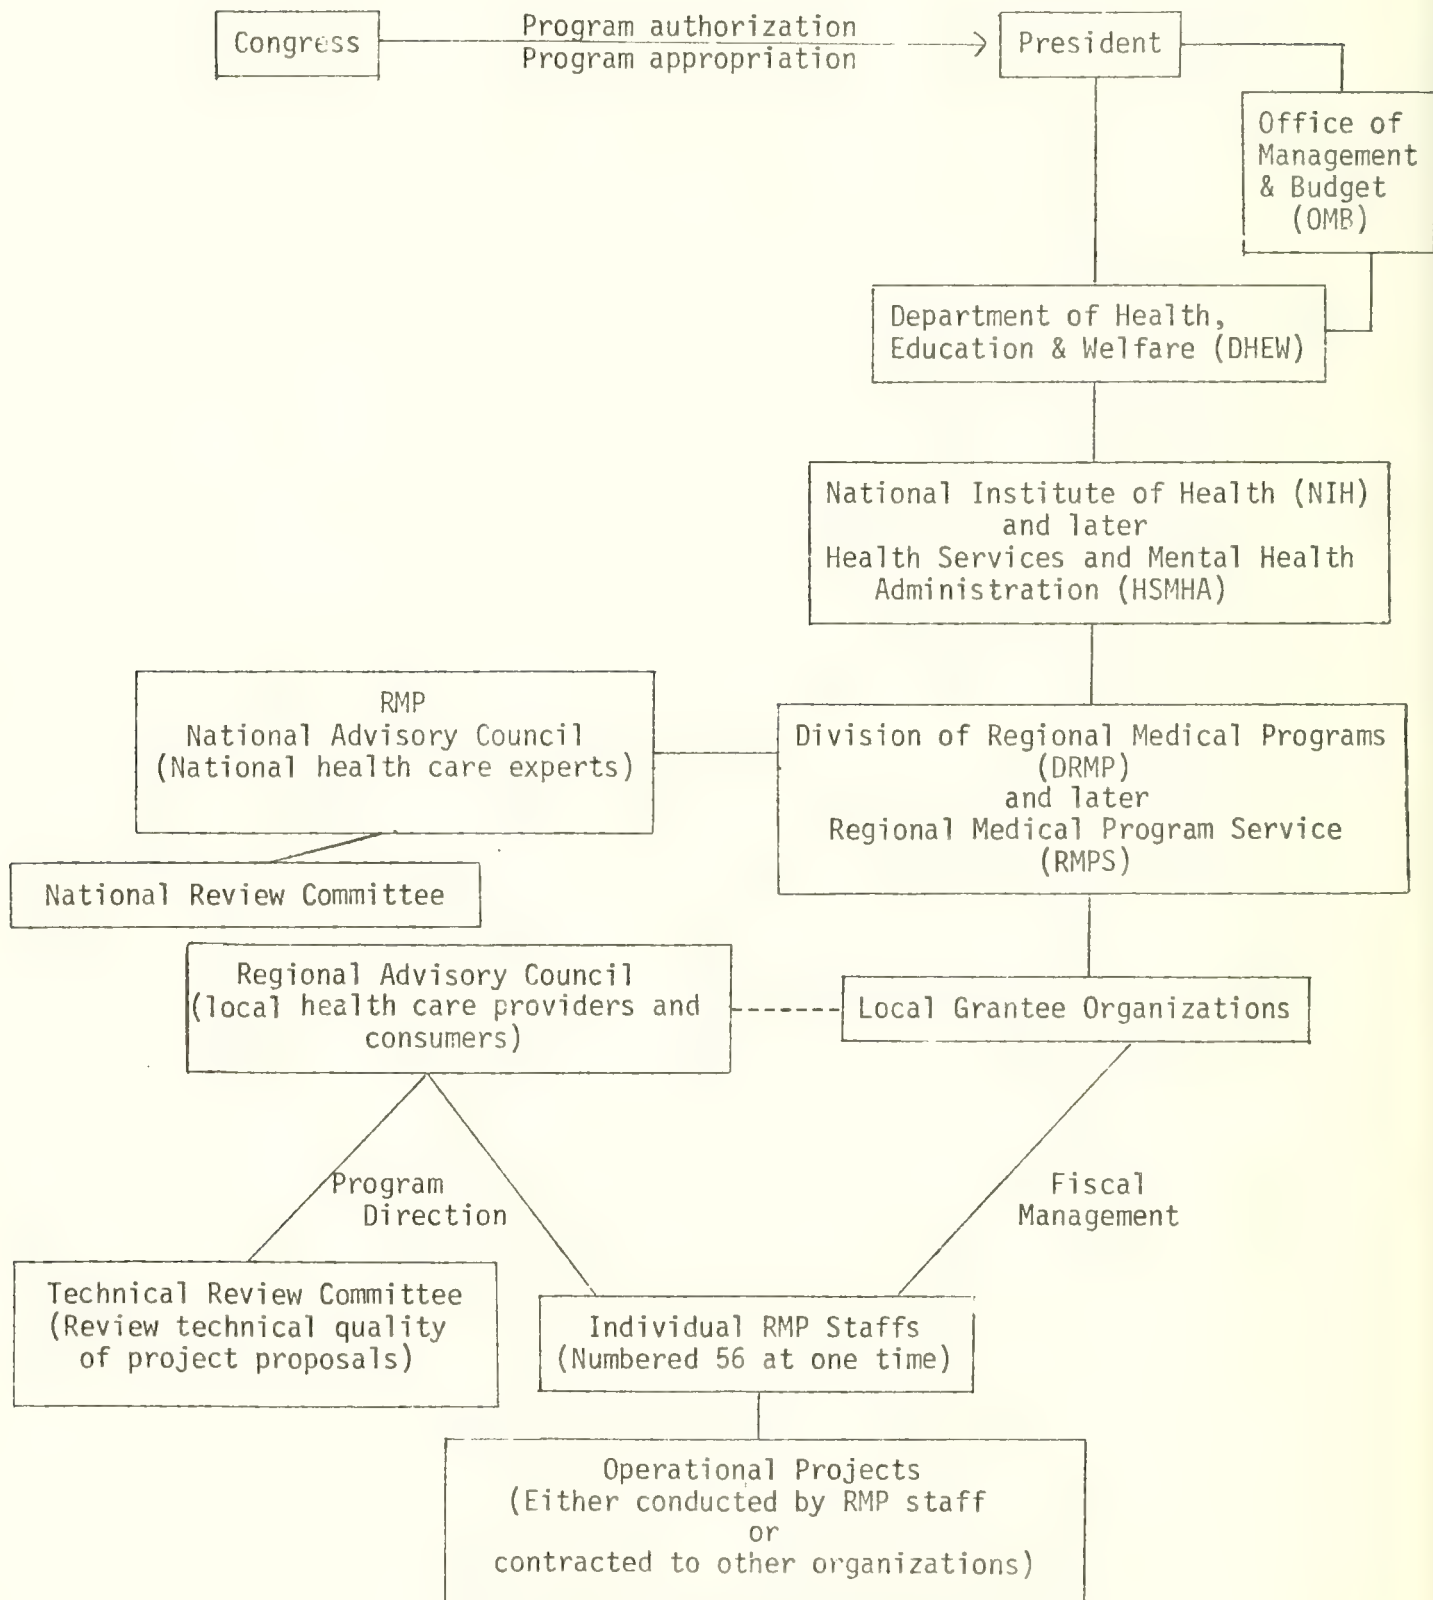 Congress
Program authorization
Program appropriation
President
Office of
Management
& Budget
(OMB)
Department of Health,
Education & Welfare (DHEW)
National Institute of Health (NIH)
and later
Health Services and Mental Health
Administration (HSMHA)
RMP
National Advisory Council
(National health care experts)
Division of Regional Medical Programs
(DRMP)
and later
Regional Medical Program Service
(RMPS)
National Review Committee
Regional Advisory Council
(local health care providers and
consumers)
Local Grantee Organizations
Program
Direction
Fiscal
Management
Technical Review Committee
(Review technical quality
of project proposals)
Individual RMP Staffs
(Numbered 56 at one time)
Operational Projects
(Either conducted by RMP staff
or
contracted to other organizations)